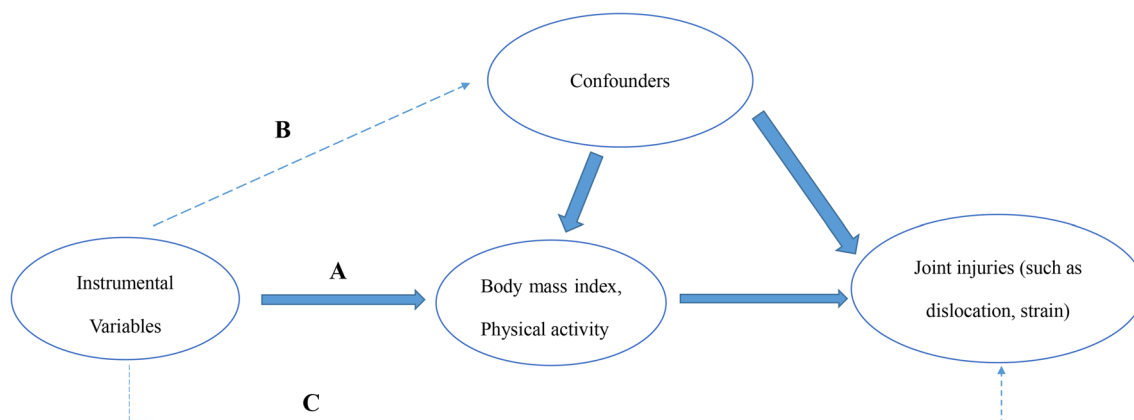 Confounders
B
Instrumental
Variables
A
Body mass index,
Physical activity
Joint injuries (such as
dislocation, strain)
C